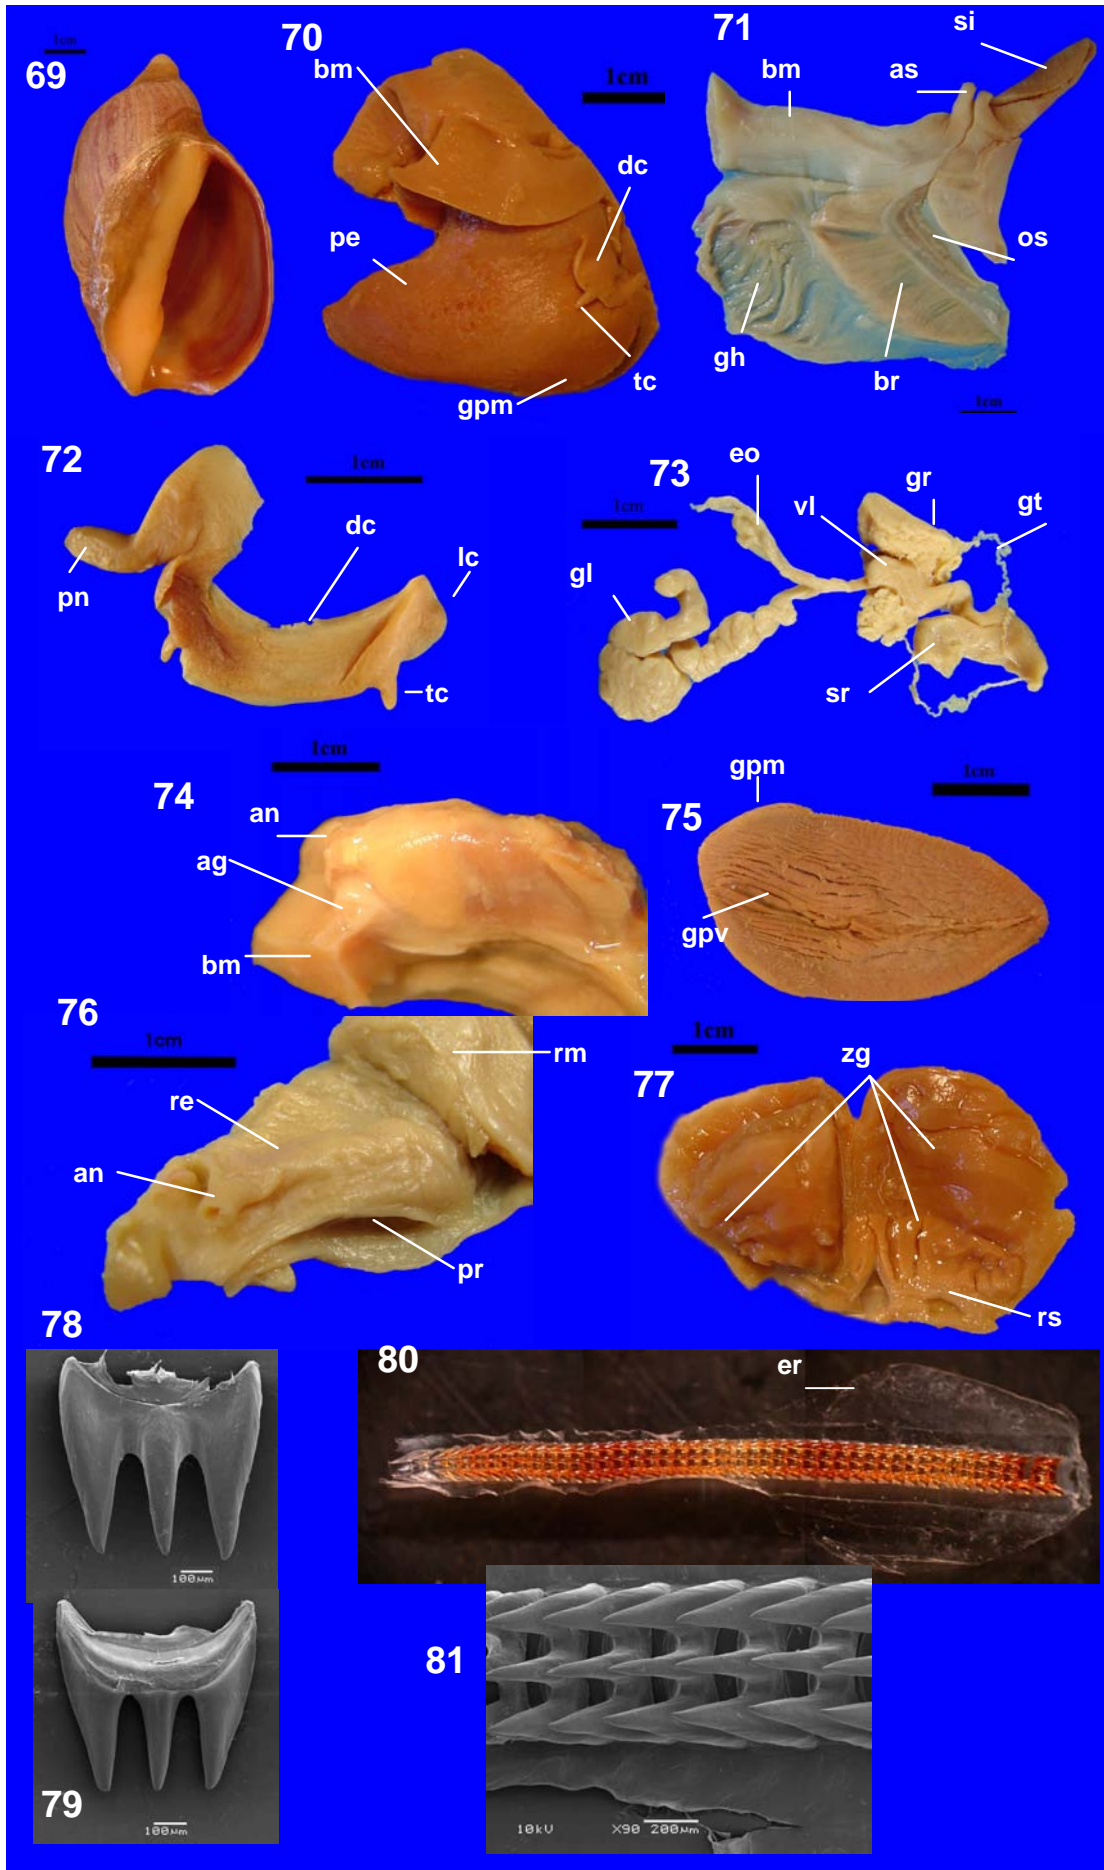 1cm
69
70
bm
1cm
dc
pe
tc
gpm
71
si
bm
as
os
gh
br
1cm
72
1cm
dc
lc
pn
tc
73
eo
gr
vl
gt
1cm
gl
sr
1cm
74
an
ag
bm
gpm
1cm
75
gpv
76
1cm
rm
re
an
pr
1cm
zg
77
rs
78
100µm
79
100µm
80
er
81
10kV X90 200µm